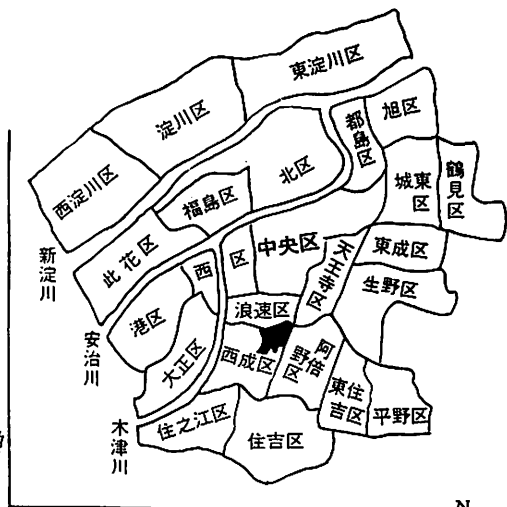 東淀川区
淀川区
西淀川区
旭区
都島区
北区
城東区
鶴見区
福島区
此花区
西区
中央区
天王寺区
東成区
生野区
港区
浪速区
大正区
西成区
阿倍野区
東住吉区
平野区
住之江区
住吉区
新淀川
安治川
木津川
N